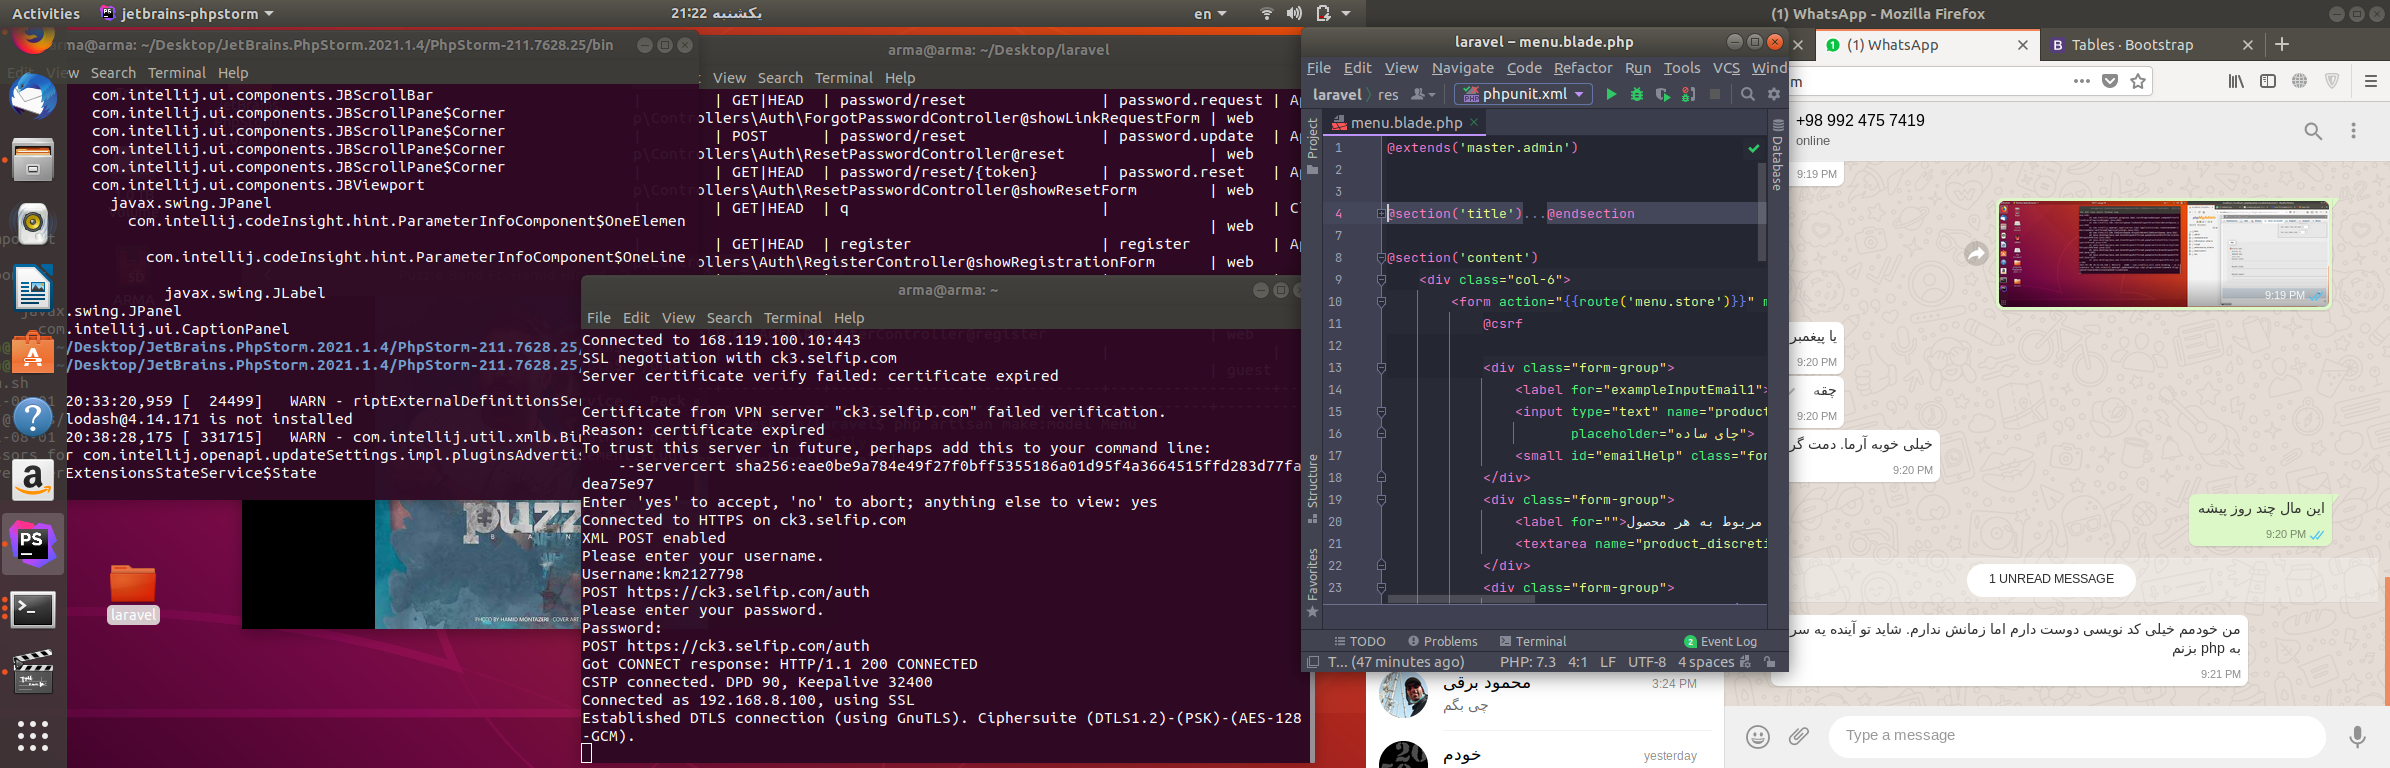 Activities
jetbrains-phpstorm
یکشنبه 21:22
en
(1) WhatsApp - Mozilla Firefox
arma@arma: ~/Desktop/JetBrains.PhpStorm.2021.1.4/PhpStorm-211.7628.25/bin
Search Terminal Help
com.intellij.ui.components.JBScrollBar
com.intellij.ui.components.JBScrollPane$Corner
com.intellij.ui.components.JBScrollPane$Corner
com.intellij.ui.components.JBScrollPane$Corner
com.intellij.ui.components.JBScrollPane$Corner
com.intellij.ui.components.JBViewport
javax.swing.JPanel
com.intellij.codeInsight.hint.ParameterInfoComponent$OneElemen
com.intellij.codeInsight.hint.ParameterInfoComponent$OneLine
javax.swing.JLabel
javax.swing.JPanel
com.intellij.ui.CaptionPanel
~/Desktop/JetBrains.PhpStorm.2021.1.4/PhpStorm-211.7628.25/
~/Desktop/JetBrains.PhpStorm.2021.1.4/PhpStorm-211.7628.25/
20:33:20,959 [  24499]   WARN - riptExternalDefinitionsSer
/lodash@4.14.171 is not installed
-08-01 20:38:28,175 [ 331715]   WARN - com.intellij.util.xmlb.Bin
ssors for com.intellij.openapi.updateSettings.impl.pluginsAdvertis
ExtensionsStateService$State
laravel
arma@arma: ~/Desktop/laravel
View Search Terminal Help
| GET|HEAD | password/reset | password.request | A
p\Controllers\Auth\ForgotPasswordController@showLinkRequestForm | web
| POST | password/reset | password.update | A
p\Controllers\Auth\ResetPasswordController@reset | web
| GET|HEAD | password/reset/{token} | password.reset | A
p\Controllers\Auth\ResetPasswordController@showResetForm | web
| GET|HEAD | q | | C
| web
| GET|HEAD | register | register | A
p\Controllers\Auth\RegisterController@showRegistrationForm | web
arma@arma: ~
File Edit View Search Terminal Help
Connected to 168.119.100.10:443
SSL negotiation with ck3.selfip.com
Server certificate verify failed: certificate expired
Certificate from VPN server "ck3.selfip.com" failed verification.
Reason: certificate expired
To trust this server in future, perhaps add this to your command line:
--servercert sha256:eae0be9a784e49f27f0bff5355186a01d95f4a3664515ffd283d77fa
dea75e97
Enter 'yes' to accept, 'no' to abort; anything else to view: yes
Connected to HTTPS on ck3.selfip.com
XML POST enabled
Please enter your username.
Username:km2127798
POST https://ck3.selfip.com/auth
Please enter your password.
Password:
POST https://ck3.selfip.com/auth
Got CONNECT response: HTTP/1.1 200 CONNECTED
CSTP connected. DPD 90, Keepalive 32400
Connected as 192.168.8.100, using SSL
Established DTLS connection (using GnuTLS). Ciphersuite (DTLS1.2)-(PSK)-(AES-128
-GCM).
laravel – menu.blade.php
File Edit View Navigate Code Refactor Run Tools VCS Wind
laravel res phpunit.xml
menu.blade.php
Project
Structure
Favorites
Database
1 @extends('master.admin')
2
3
4 @section('title')...@endsection
7
8 @section('content')
9 <div class="col-6">
10 <form action="{{route('menu.store')}}" m
11 @csrf
12
13 <div class="form-group">
14 <label for="exampleInputEmail1">
15 <input type="text" name="product
16 placeholder="چای ساده">
17 <small id="emailHelp" class="for
18 </div>
19 <div class="form-group">
20 <label for="">مربوط به هر محصول
21 <textarea name="product_discreti
22 </div>
23 <div class="form-group">
TODO Problems Terminal 2 Event Log
T... (47 minutes ago) PHP: 7.3 4:1 LF UTF-8 4 spaces
1 (1) WhatsApp
B Tables · Bootstrap
m
+98 992 475 7419
online
9:19 PM
9:19 PM
یا پیغمبر
9:20 PM
چقه
9:20 PM
خیلی خوبه آرما. دمت گر
9:20 PM
این مال چند روز پیشه
9:20 PM
1 UNREAD MESSAGE
من خودمم خیلی کد نویسی دوست دارم اما زمانش ندارم. شاید تو آینده یه سر
به php بزنم
9:21 PM
Type a message
محمود برقی
3:24 PM
چی بگم
خودم
yesterday